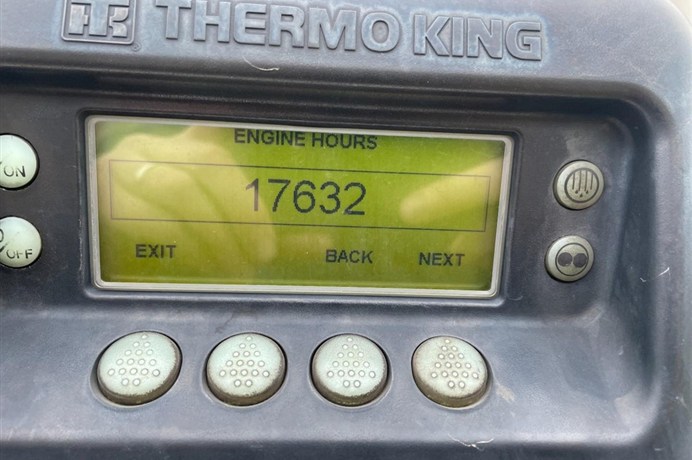 THERMO KING
ENGINE HOURS
ON
17632
OFF
EXIT BACK NEXT